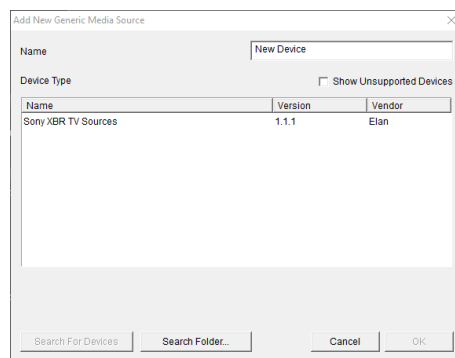 Add New Generic Media Source
Name New Device
Device Type Show Unsupported Devices
Name Version Vendor
Sony XBR TV Sources 1.1.1 Elan
Search For Devices Search Folder... Cancel OK